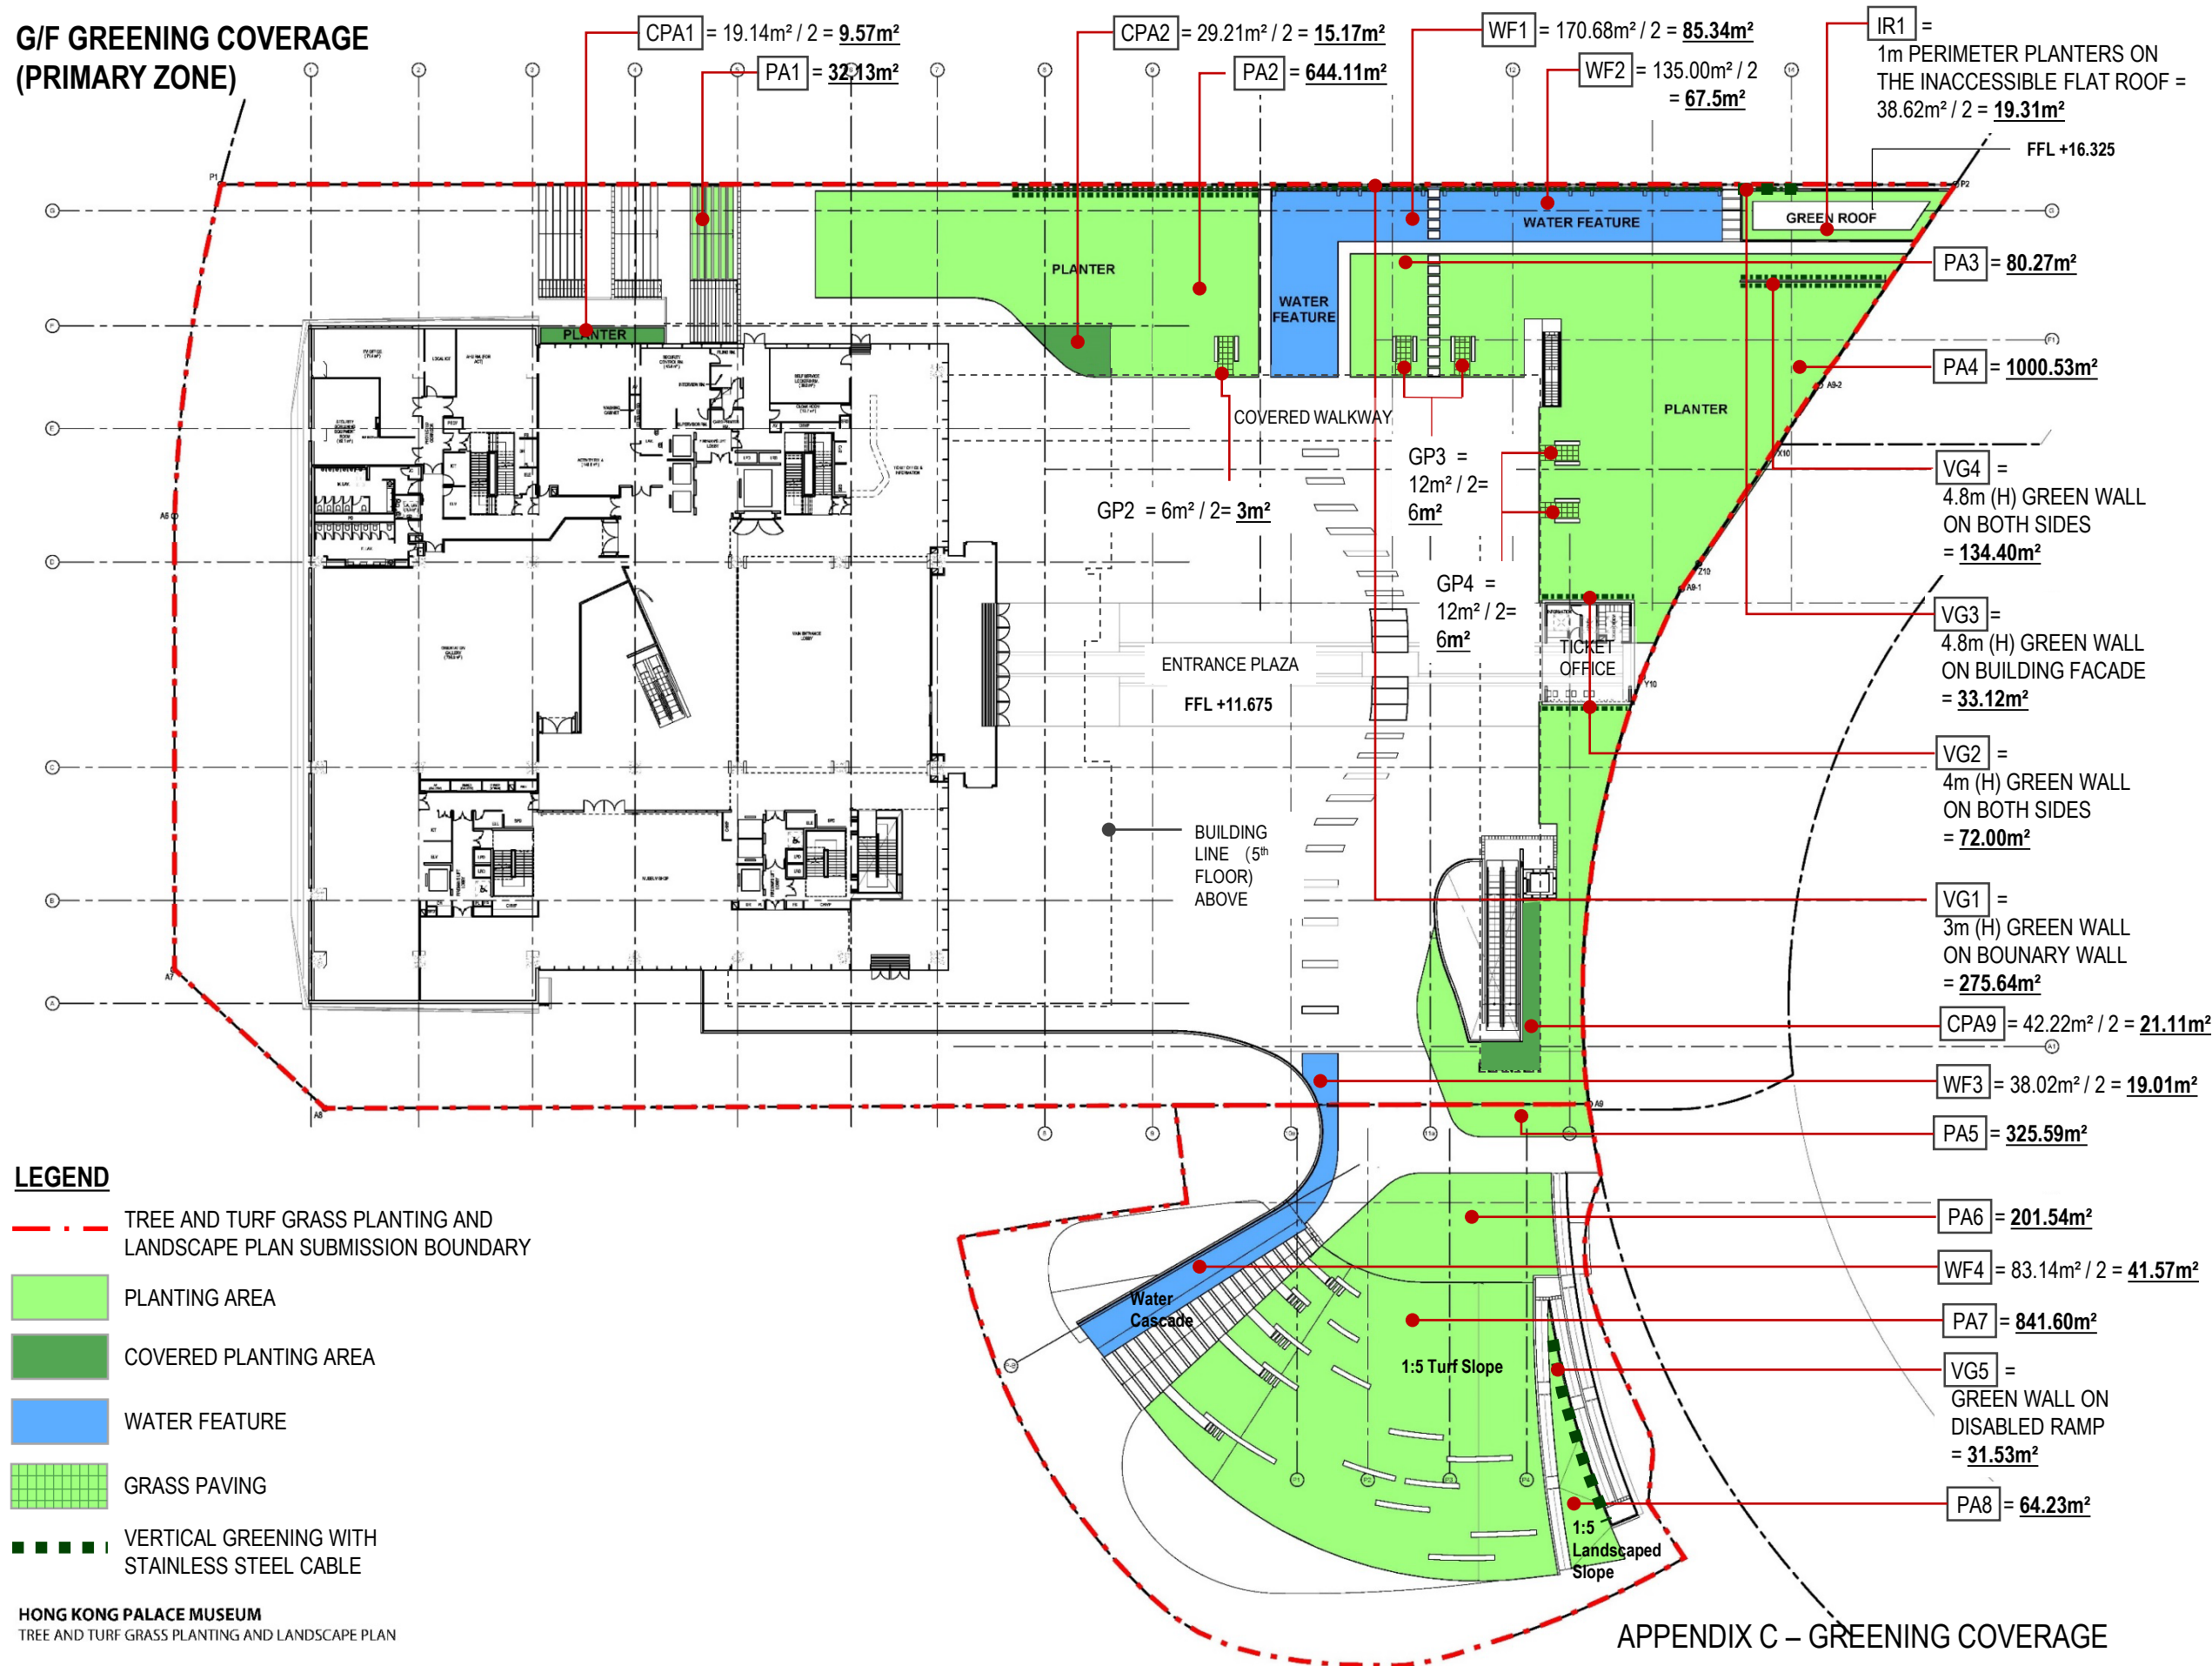 G/F GREENING COVERAGE
(PRIMARY ZONE)
CPA1 = 19.14m² / 2 = 9.57m²
PA1 = 32.13m²
CPA2 = 29.21m² / 2 = 15.17m²
PA2 = 644.11m²
WF1 = 170.68m² / 2 = 85.34m²
WF2 = 135.00m² / 2
= 67.5m²
IR1 =
1m PERIMETER PLANTERS ON
THE INACCESSIBLE FLAT ROOF =
38.62m² / 2 = 19.31m²
FFL +16.325
P1
P2
GREEN ROOF
WATER FEATURE
PLANTER
WATER
FEATURE
PLANTER
PLANTER
PA3 = 80.27m²
PA4 = 1000.53m²
COVERED WALKWAY
GP2 = 6m² / 2= 3m²
GP3 =
12m² / 2=
6m²
GP4 =
12m² / 2=
6m²
VG4 =
4.8m (H) GREEN WALL
ON BOTH SIDES
= 134.40m²
VG3 =
4.8m (H) GREEN WALL
ON BUILDING FACADE
= 33.12m²
TICKET
OFFICE
ENTRANCE PLAZA
FFL +11.675
VG2 =
4m (H) GREEN WALL
ON BOTH SIDES
= 72.00m²
BUILDING
LINE (5th
FLOOR)
ABOVE
VG1 =
3m (H) GREEN WALL
ON BOUNARY WALL
= 275.64m²
CPA9 = 42.22m² / 2 = 21.11m²
WF3 = 38.02m² / 2 = 19.01m²
PA5 = 325.59m²
A7
A8
A9
PA6 = 201.54m²
WF4 = 83.14m² / 2 = 41.57m²
PA7 = 841.60m²
VG5 =
GREEN WALL ON
DISABLED RAMP
= 31.53m²
PA8 = 64.23m²
Water
Cascade
1:5 Turf Slope
1:5
Landscaped
Slope
LEGEND
TREE AND TURF GRASS PLANTING AND
LANDSCAPE PLAN SUBMISSION BOUNDARY
PLANTING AREA
COVERED PLANTING AREA
WATER FEATURE
GRASS PAVING
VERTICAL GREENING WITH
STAINLESS STEEL CABLE
HONG KONG PALACE MUSEUM
TREE AND TURF GRASS PLANTING AND LANDSCAPE PLAN
APPENDIX C – GREENING COVERAGE